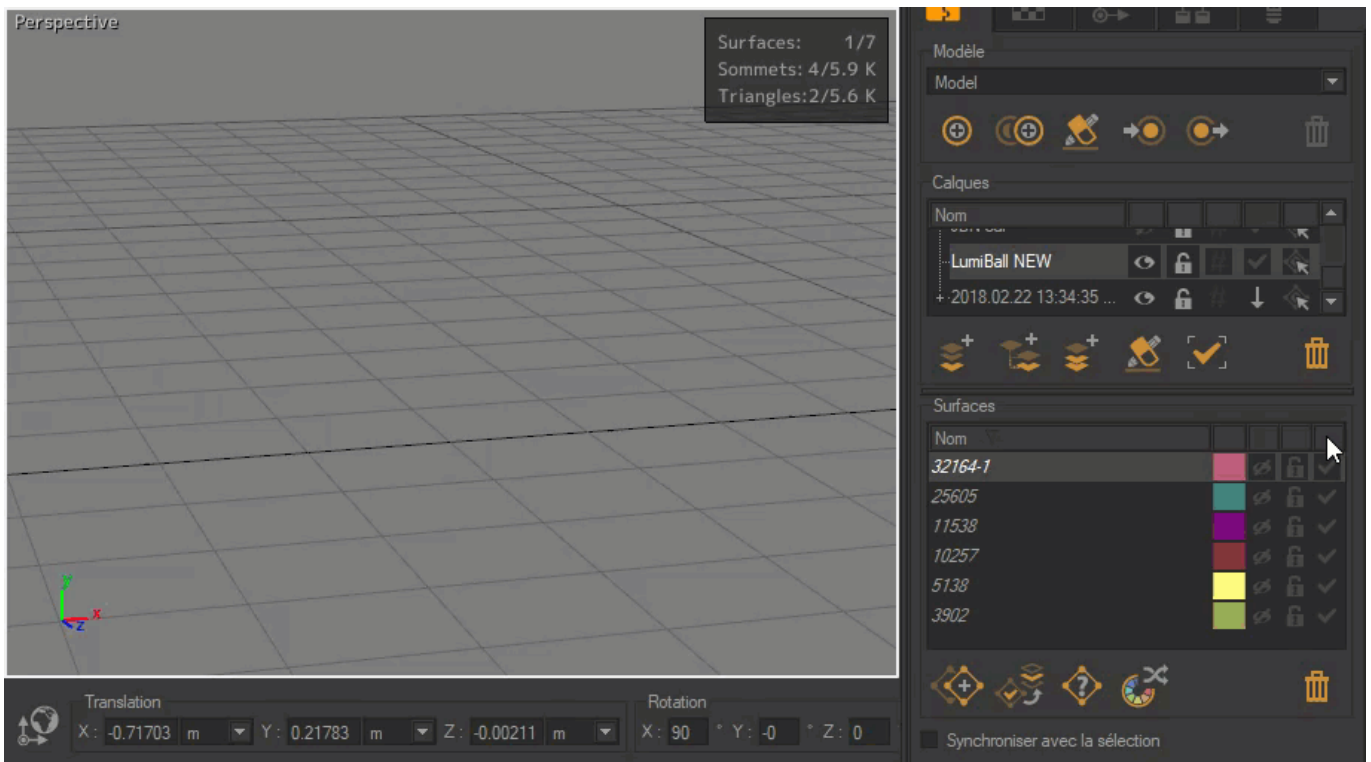 Perspective
Surfaces: 1/7
Sommets: 4/5.9 K
Triangles:2/5.6 K
Modèle
Model
Calques
Nom
LumiBall NEW
2018.02.22 13:34:35 ...
Surfaces
Nom
32164-1
25605
11538
10257
5138
3902
y
x
z
Translation
X : -0.71703 m Y : 0.21783 m Z : -0.00211 m
Rotation
X : 90 ° Y : -0 ° Z : 0
Synchroniser avec la sélection